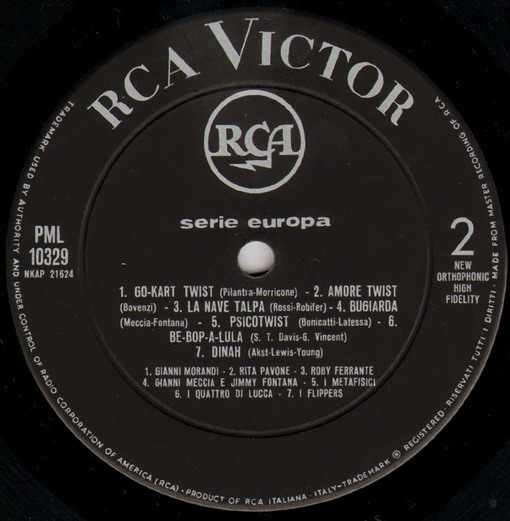 RCA VICTOR
RCA
serie europa
PML
10329
NKAP 21624
2
NEW
ORTHOPHONIC
HIGH
FIDELITY
1. GO-KART TWIST (Pilantra-Morricone) - 2. AMORE TWIST
(Bovenzi) - 3. LA NAVE TALPA (Rossi-Robifer) - 4. BUGIARDA
(Meccia-Fontana) - 5. PSICOTWIST (Bonicatti-Latessa) - 6.
BE-BOP-A-LULA (S. T. Davis-G. Vincent)
7. DINAH (Akst-Lewis-Young)
1. GIANNI MORANDI - 2. RITA PAVONE - 3. ROBY FERRANTE
4. GIANNI MECCIA E JIMMY FONTANA - 5. I METAFISICI
6. I QUATTRO DI LUCCA - 7. I FLIPPERS
TRADEMARK USED BY AUTHORITY AND UNDER CONTROL OF RADIO CORPORATION OF AMERICA (RCA) - PRODUCT OF RCA ITALIANA - ITALY - TRADEMARK ® REGISTERED - RISERVATI TUTTI I DIRITTI - MADE FROM MASTER RECORDING OF RCA